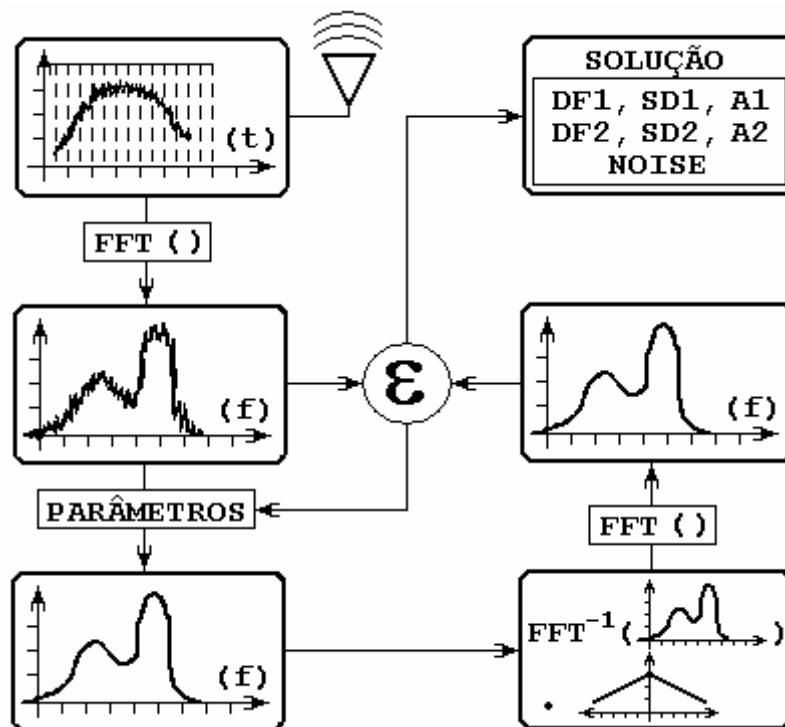 (t)
SOLUÇÃO
DF1, SD1, A1
DF2, SD2, A2
NOISE
FFT ()
(f)
ε
(f)
PARÂMETROS
FFT ()
(f)
FFT⁻¹( )